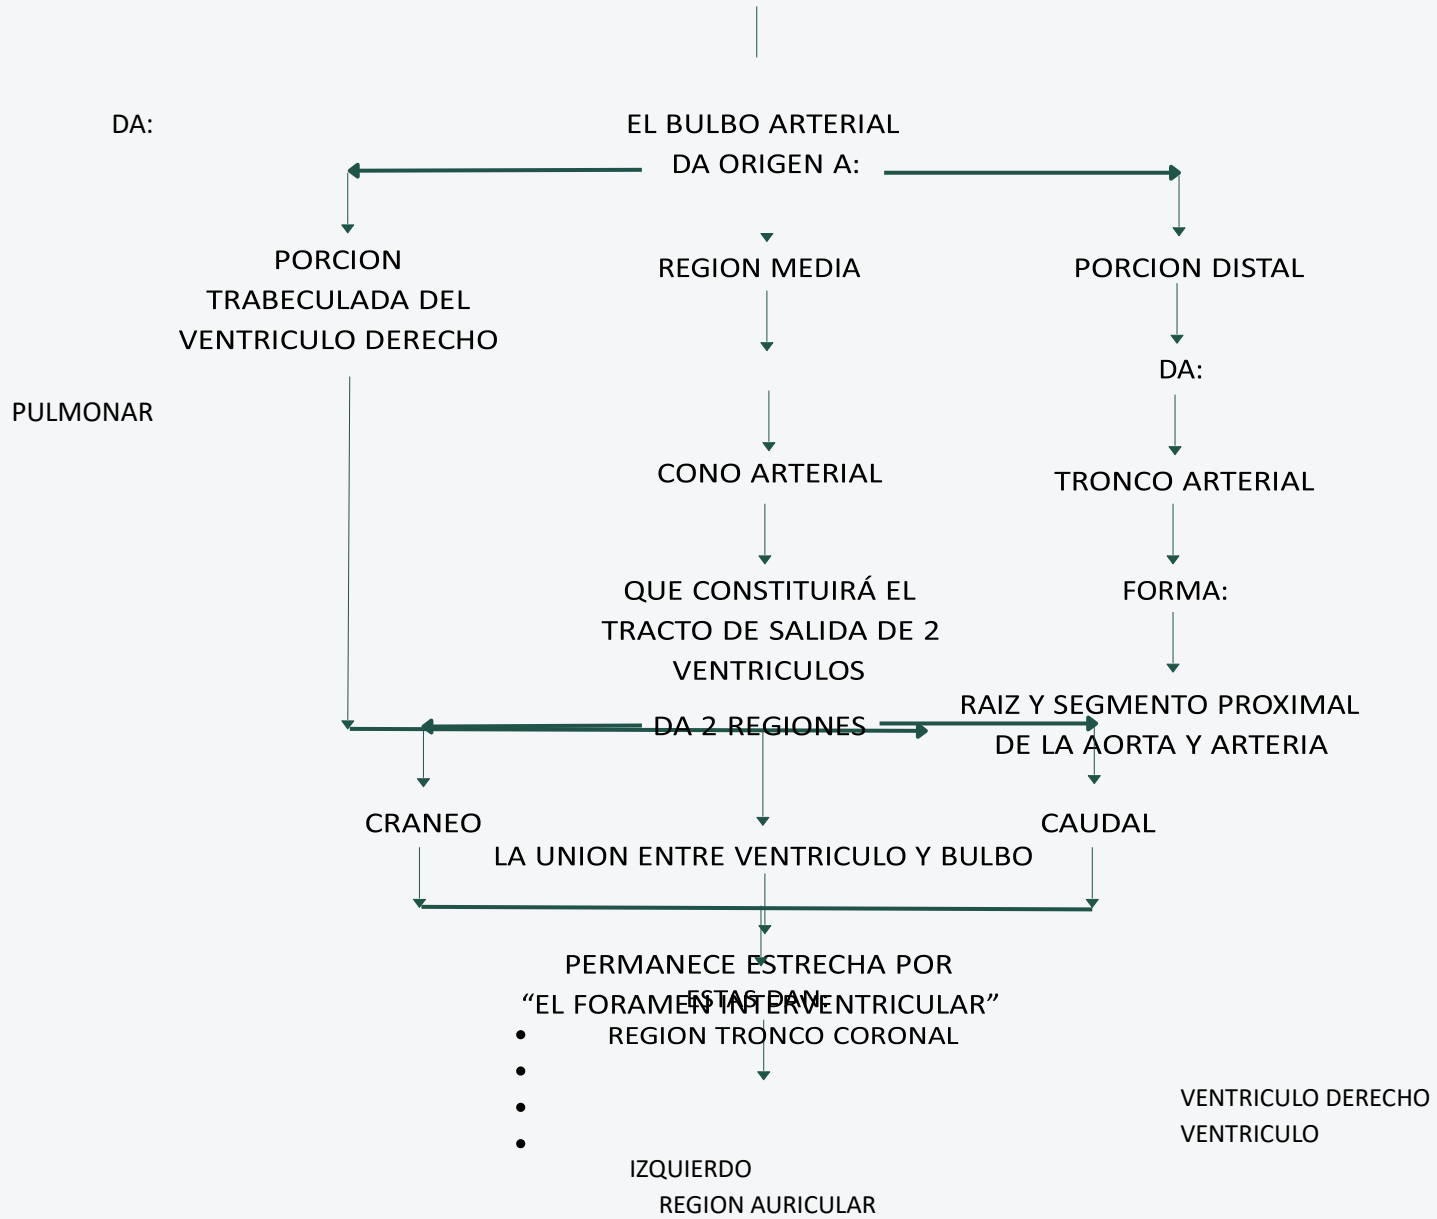 DA:
EL BULBO ARTERIAL
DA ORIGEN A:
PORCION
TRABECULADA DEL
VENTRICULO DERECHO
REGION MEDIA
PORCION DISTAL
DA:
PULMONAR
CONO ARTERIAL
TRONCO ARTERIAL
QUE CONSTITUIRÁ EL
TRACTO DE SALIDA DE 2
VENTRICULOS
FORMA:
RAIZ Y SEGMENTO PROXIMAL
DE LA AORTA Y ARTERIA
DA 2 REGIONES
CRANEO
CAUDAL
LA UNION ENTRE VENTRICULO Y BULBO
PERMANECE ESTRECHA POR
“EL FORAMEN INTERVENTRICULAR”
ESTAS DAN:
REGION TRONCO CORONAL
VENTRICULO DERECHO
VENTRICULO
IZQUIERDO
REGION AURICULAR